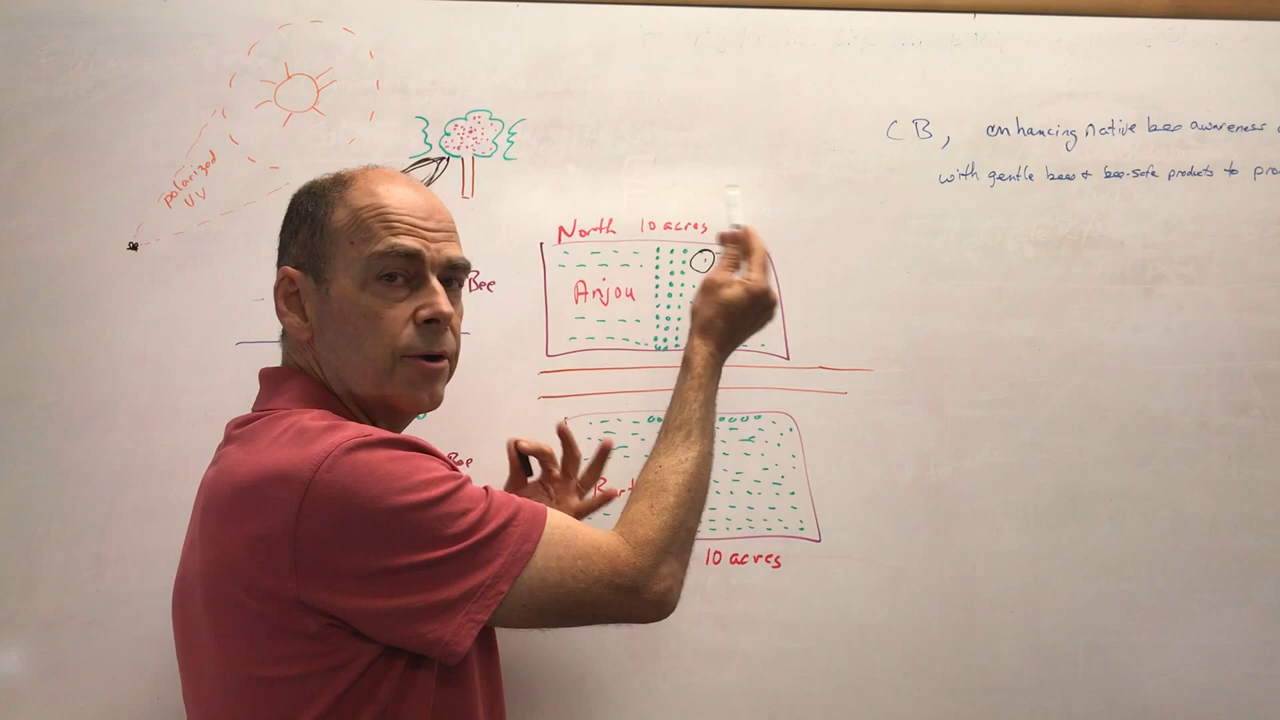 CB, enhancing native bee awareness
with gentle bees + bee-safe products to
polarized
UV
North 10 acres
Bee
Anjou
Bee
10 acres